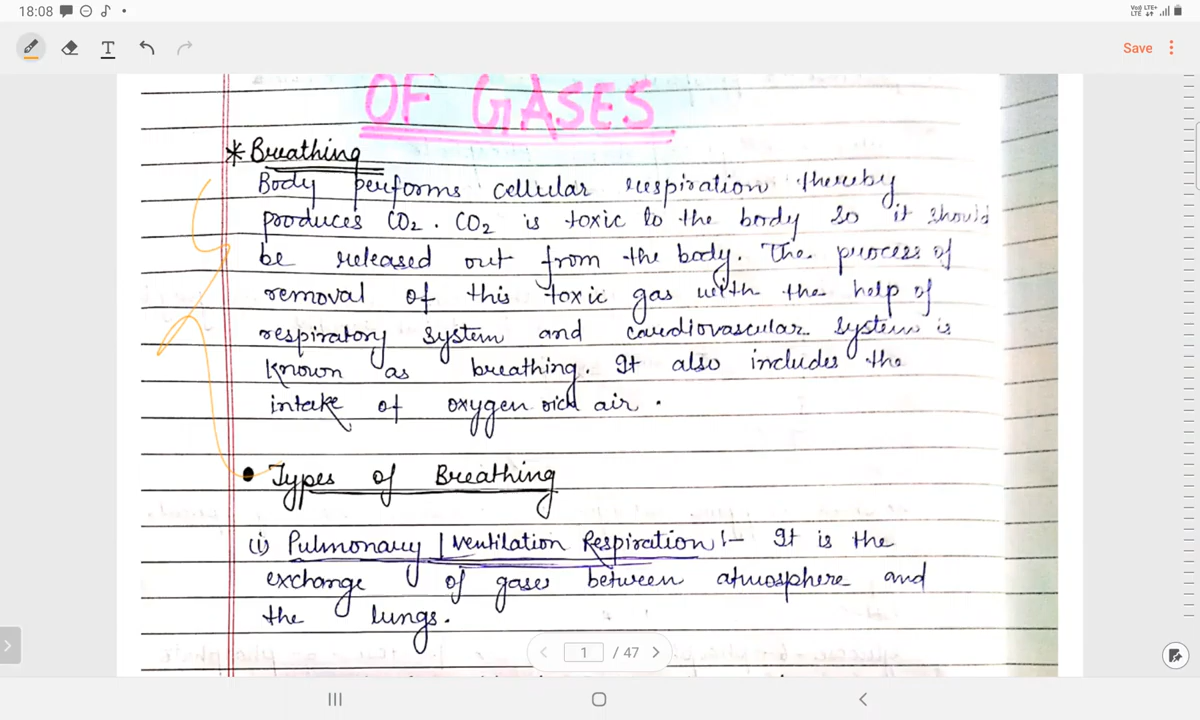 18:08
VoLTE LTE+
Save
OF GASES
* Breathing
Body performs cellular respiration thereby
produces CO2. CO2 is toxic to the body so it should
be released out from the body. The process of
removal of this toxic gas with the help of
respiratory system and cardiovascular system is
known as breathing. It also includes the
intake of oxygen rich air.
• Types of Breathing
(i) Pulmonary | Ventilation Respiration :- It is the
exchange of gases between atmosphere and
the lungs.
1 / 47